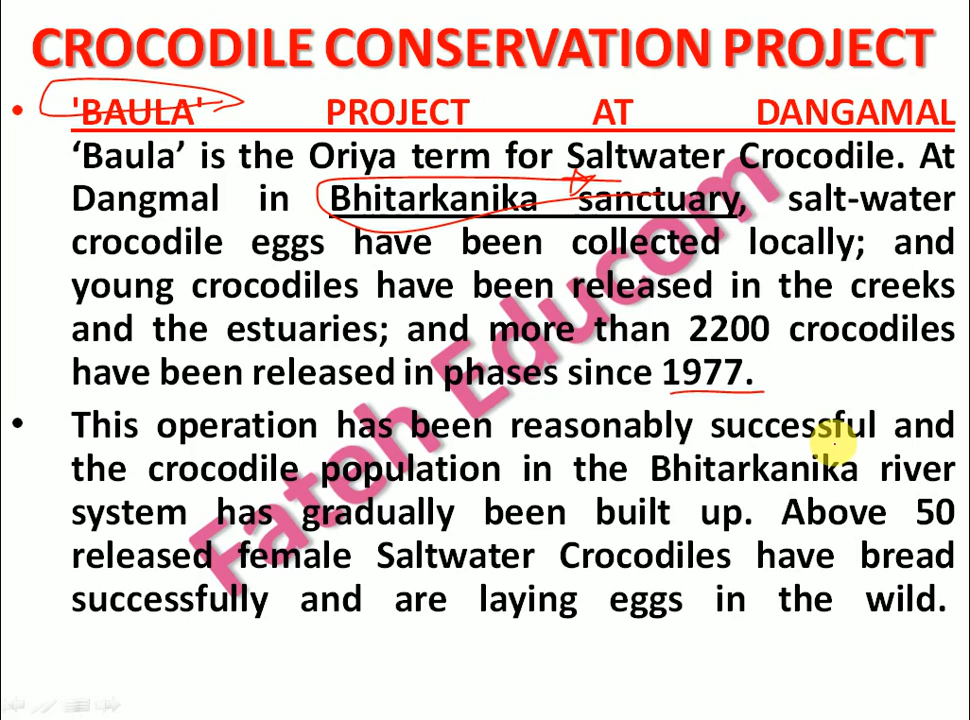 CROCODILE CONSERVATION PROJECT
• 'BAULA' PROJECT AT DANGAMAL
‘Baula’ is the Oriya term for Saltwater Crocodile. At
Dangmal in Bhitarkanika sanctuary, salt-water
crocodile eggs have been collected locally; and
young crocodiles have been released in the creeks
and the estuaries; and more than 2200 crocodiles
have been released in phases since 1977.
• This operation has been reasonably successful and
the crocodile population in the Bhitarkanika river
system has gradually been built up. Above 50
released female Saltwater Crocodiles have bread
successfully and are laying eggs in the wild.
Fateh Educom